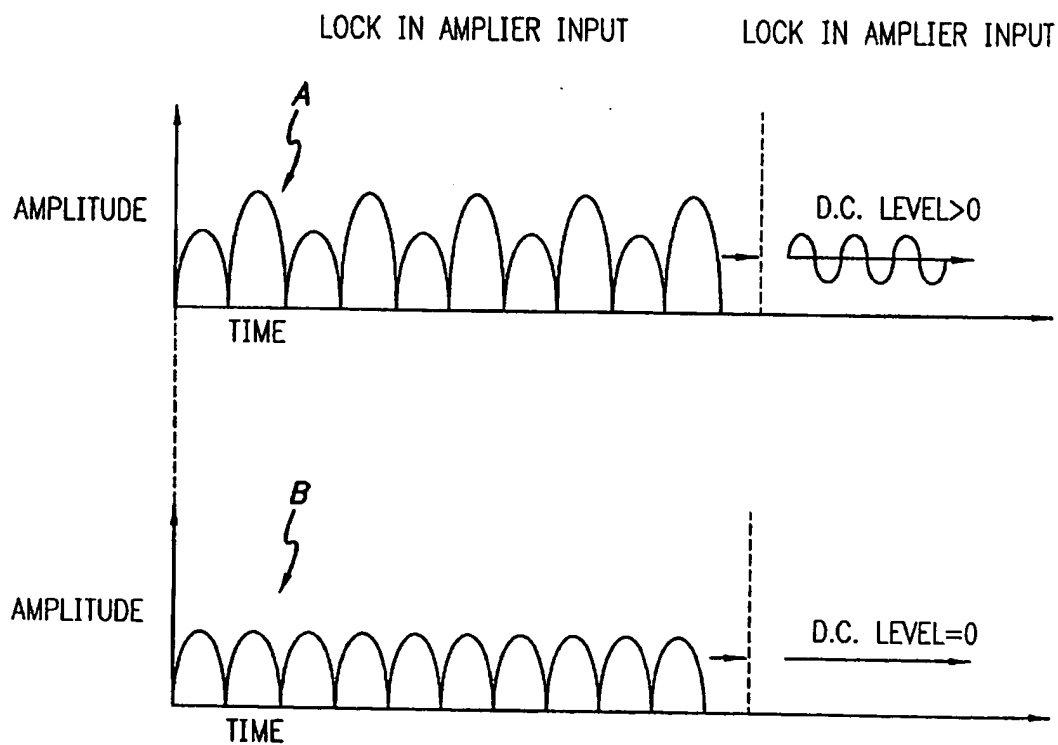 LOCK IN AMPLIER INPUT
LOCK IN AMPLIER INPUT
A
AMPLITUDE
D.C. LEVEL>0
TIME
B
AMPLITUDE
D.C. LEVEL=0
TIME